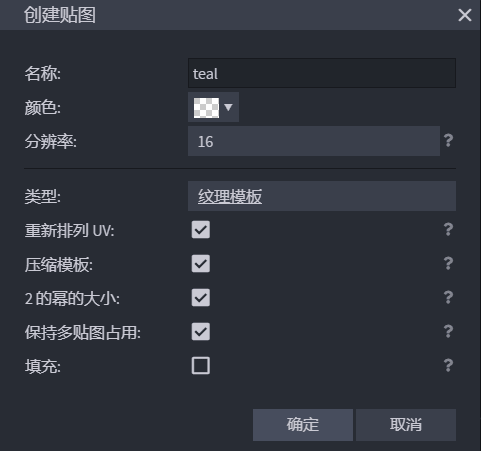 创建贴图
名称: teal
颜色:
分辨率: 16 ?
类型: 纹理模板
重新排列 UV: ?
压缩模板: ?
2 的幂的大小: ?
保持多贴图占用: ?
填充: ?
确定 取消